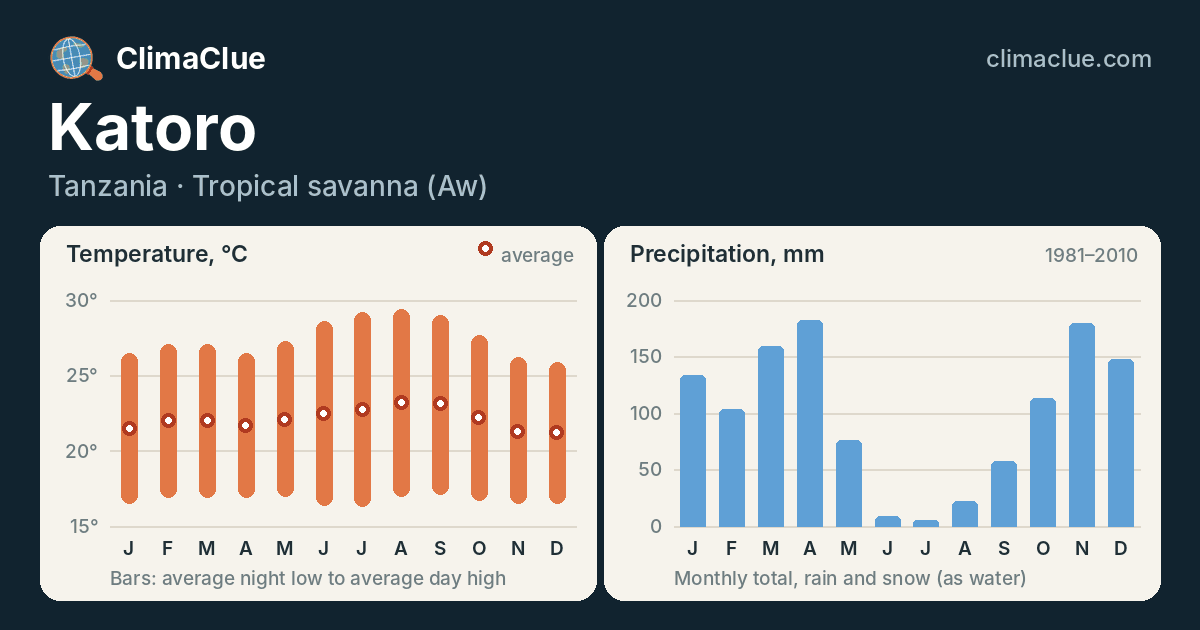 ClimaClue
climaclue.com
Katoro
Tanzania · Tropical savanna (Aw)
Temperature, °C
average
30°
25°
20°
15°
J F M A M J J A S O N D
Bars: average night low to average day high
Precipitation, mm
1981–2010
200
150
100
50
0
J F M A M J J A S O N D
Monthly total, rain and snow (as water)